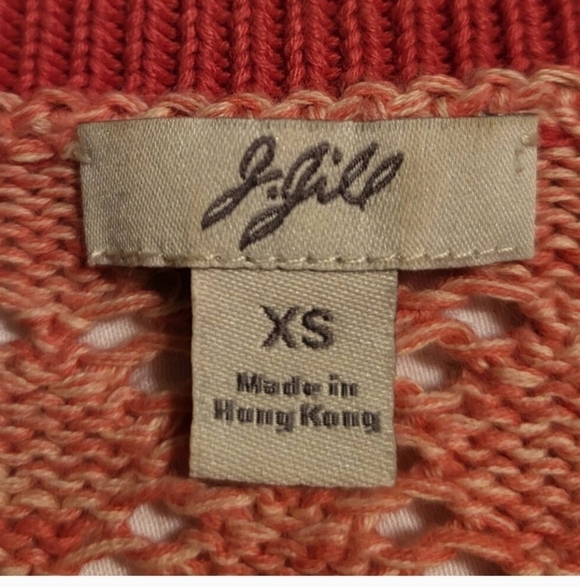 J.Jill
XS
Made in
Hong Kong